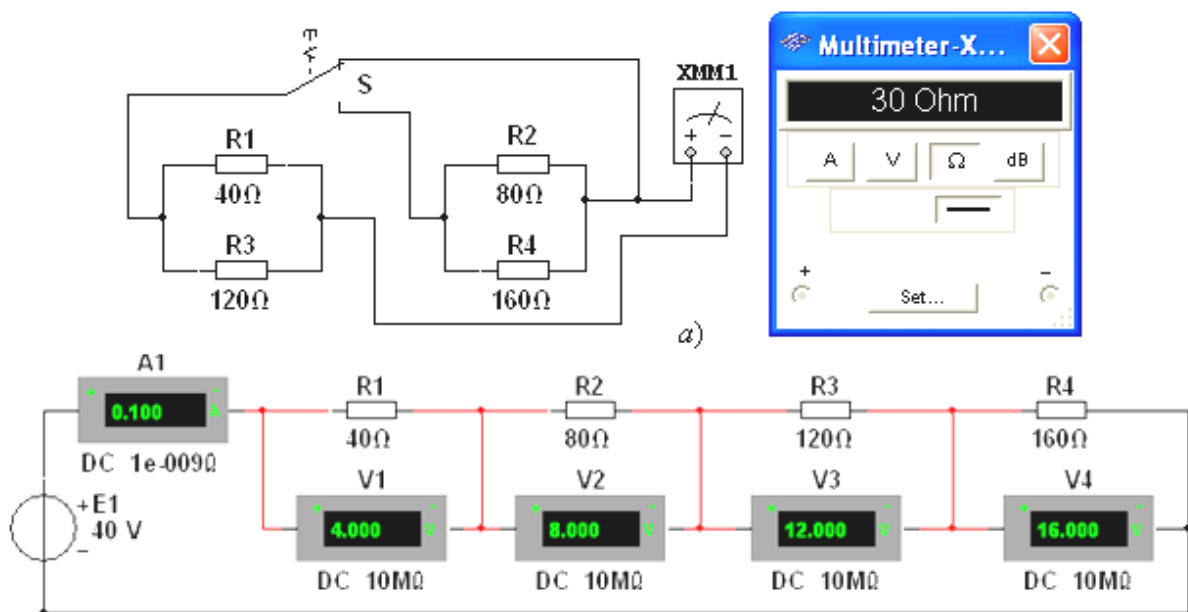 Multimeter-X...
30 Ohm
A V Ω dB
+ −
Set...
S
XMM1
+ −
R1
40Ω
R3
120Ω
R2
80Ω
R4
160Ω
а)
A1
+ −
0.100 A
DC 1e-009Ω
+
E1
40 V
−
R1
40Ω
R2
80Ω
R3
120Ω
R4
160Ω
V1
+ −
4.000 V
DC 10MΩ
V2
+ −
8.000 V
DC 10MΩ
V3
+ −
12.000 V
DC 10MΩ
V4
+ −
16.000 V
DC 10MΩ